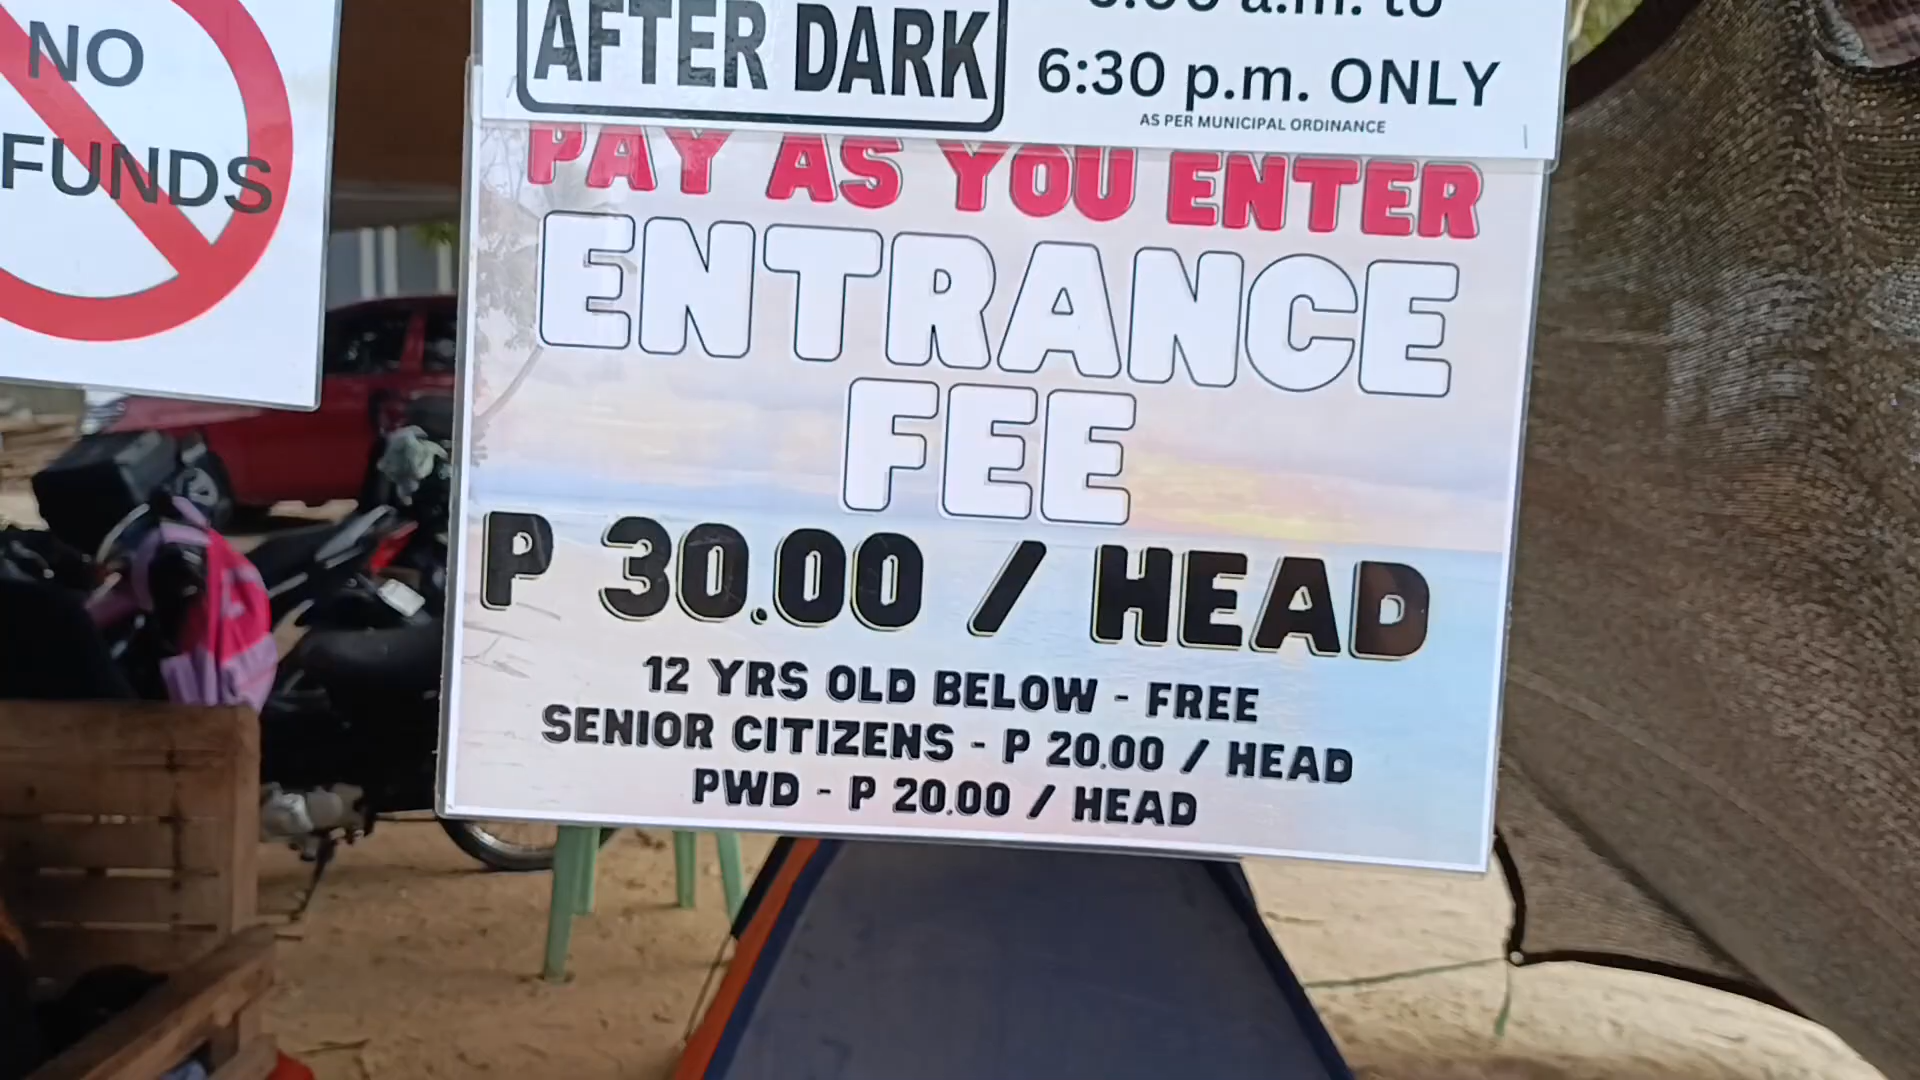 NO
FUNDS
AFTER DARK
a.m. to
6:30 p.m. ONLY
AS PER MUNICIPAL ORDINANCE
PAY AS YOU ENTER
ENTRANCE
FEE
P 30.00 / HEAD
12 YRS OLD BELOW - FREE
SENIOR CITIZENS - P 20.00 / HEAD
PWD - P 20.00 / HEAD